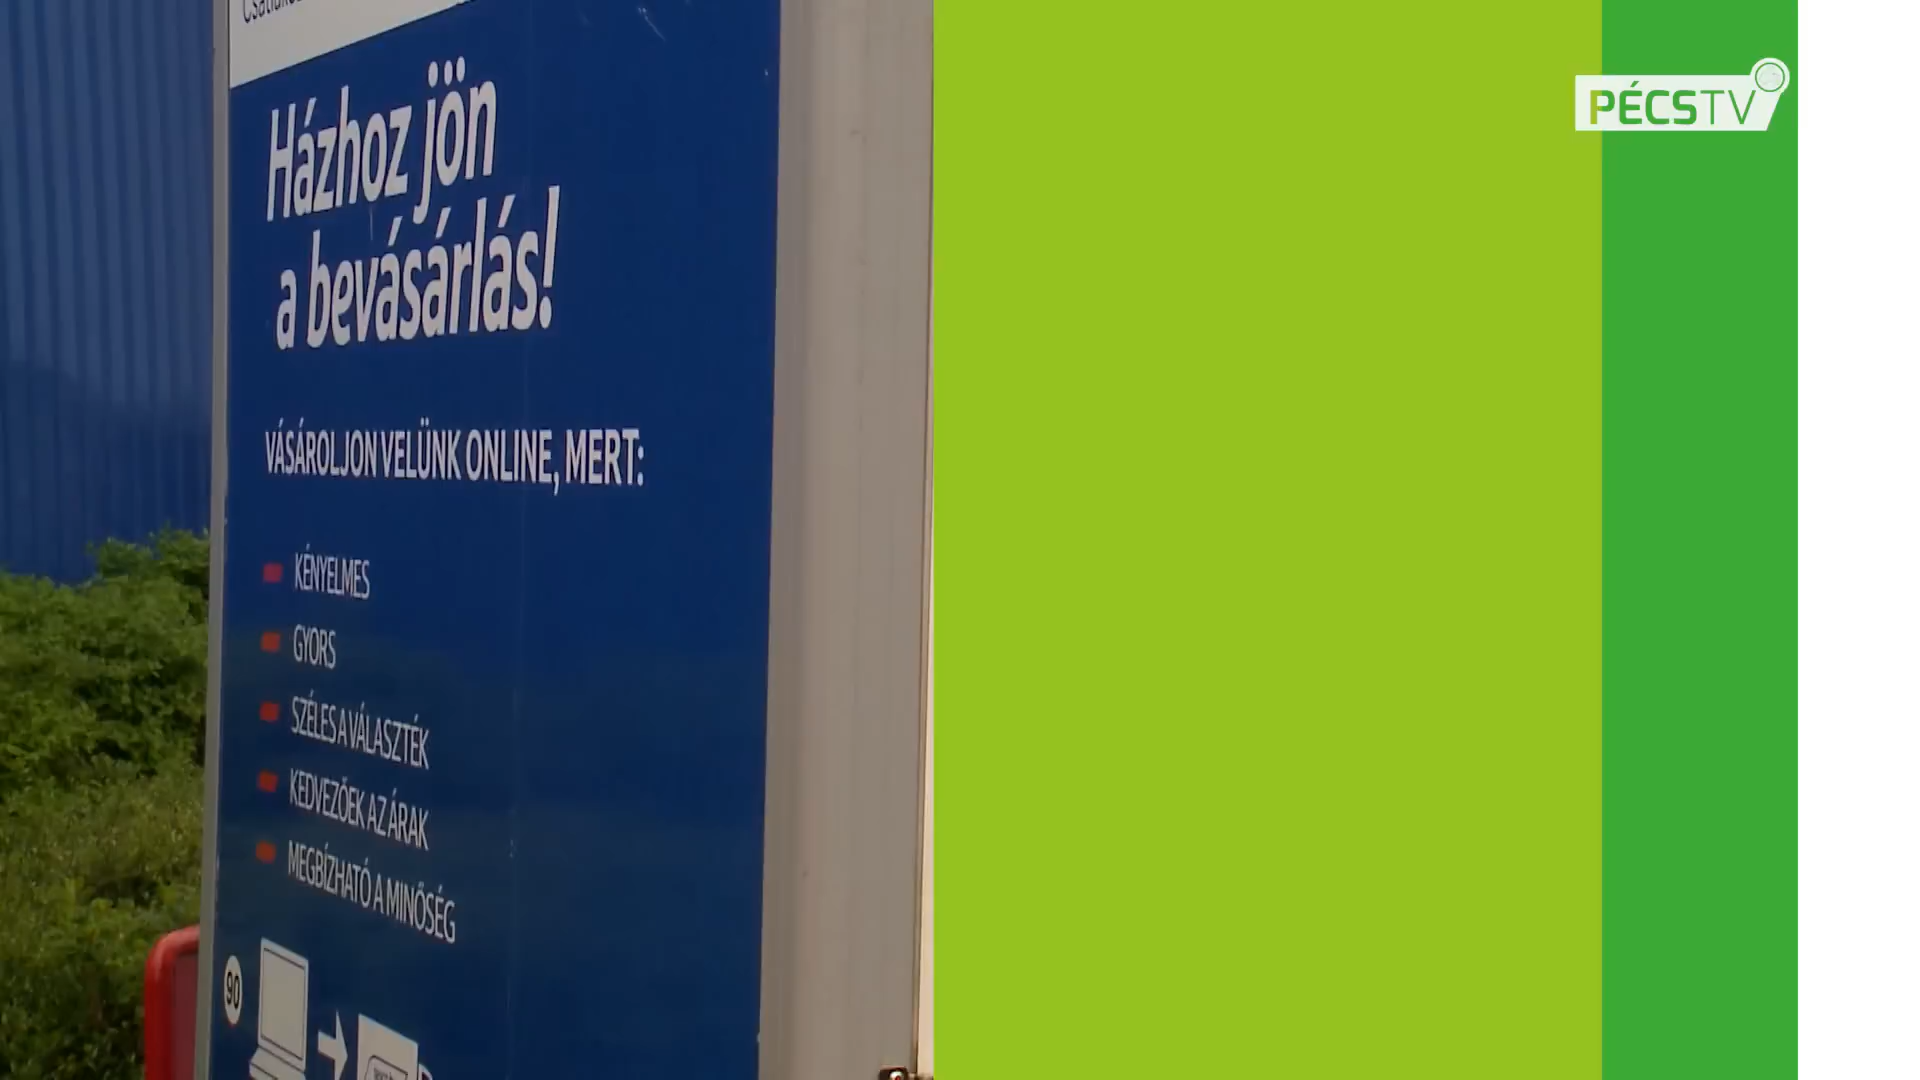 Házhoz jön
a bevásárlás!
VÁSÁROLJON VELÜNK ONLINE, MERT:
KÉNYELMES
GYORS
SZÉLES A VÁLASZTÉK
KEDVEZŐEK AZ ÁRAK
MEGBÍZHATÓ A MINŐSÉG
90
PÉCSTV